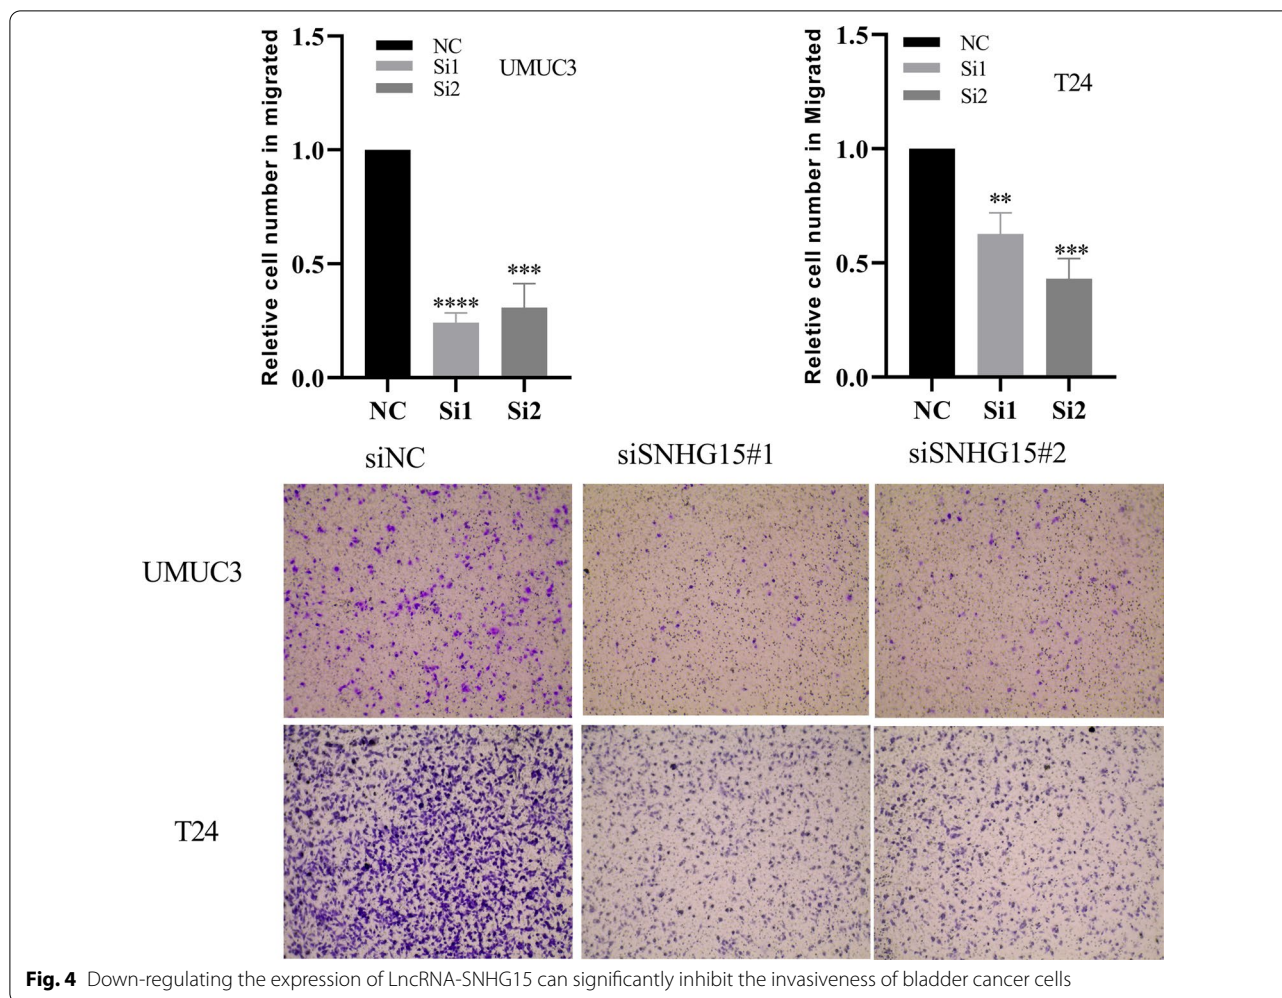 Reletive cell number in migrated
1.5
1.0
0.5
0.0
NC
Si1
Si2
UMUC3
****
***
NC Si1 Si2
Reletive cell number in Migrated
1.5
1.0
0.5
0.0
NC
Si1
Si2
T24
**
***
NC Si1 Si2
siNC siSNHG15#1 siSNHG15#2
UMUC3
T24
Fig. 4 Down-regulating the expression of LncRNA-SNHG15 can significantly inhibit the invasiveness of bladder cancer cells